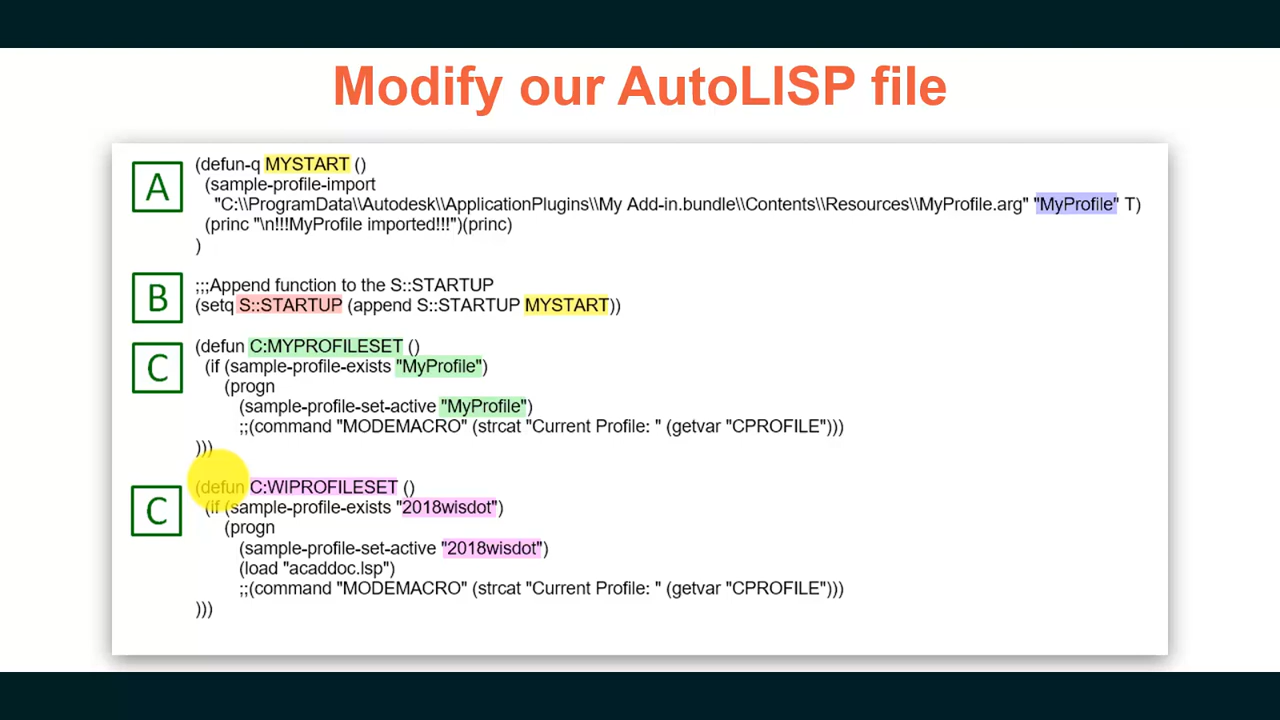 Modify our AutoLISP file
A
(defun-q MYSTART ()
(sample-profile-import
"C:\\ProgramData\\Autodesk\\ApplicationPlugins\\My Add-in.bundle\\Contents\\Resources\\MyProfile.arg" "MyProfile" T)
(princ "\n!!!MyProfile imported!!!")(princ)
)
B
;;;Append function to the S::STARTUP
(setq S::STARTUP (append S::STARTUP MYSTART))
C
(defun C:MYPROFILESET ()
(if (sample-profile-exists "MyProfile")
(progn
(sample-profile-set-active "MyProfile")
;;(command "MODEMACRO" (strcat "Current Profile: " (getvar "CPROFILE")))
)))
C
(defun C:WIPROFILESET ()
(if (sample-profile-exists "2018wisdot")
(progn
(sample-profile-set-active "2018wisdot")
(load "acaddoc.lsp")
;;(command "MODEMACRO" (strcat "Current Profile: " (getvar "CPROFILE")))
)))